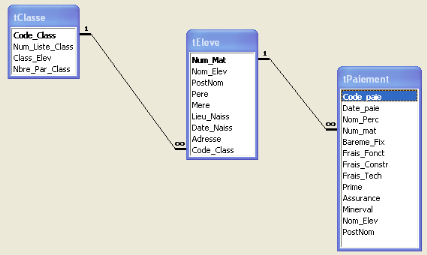 tClasse
Code_Class
Num_Liste_Class
Class_Elev
Nbre_Par_Class
1
∞
tEleve
Num_Mat
Nom_Elev
PostNom
Pere
Mere
Lieu_Naiss
Date_Naiss
Adresse
Code_Class
1
∞
tPaiement
Code_paie
Date_paie
Nom_Perc
Num_mat
Bareme_Fix
Frais_Fonct
Frais_Constr
Frais_Tech
Prime
Assurance
Minerval
Nom_Elev
PostNom